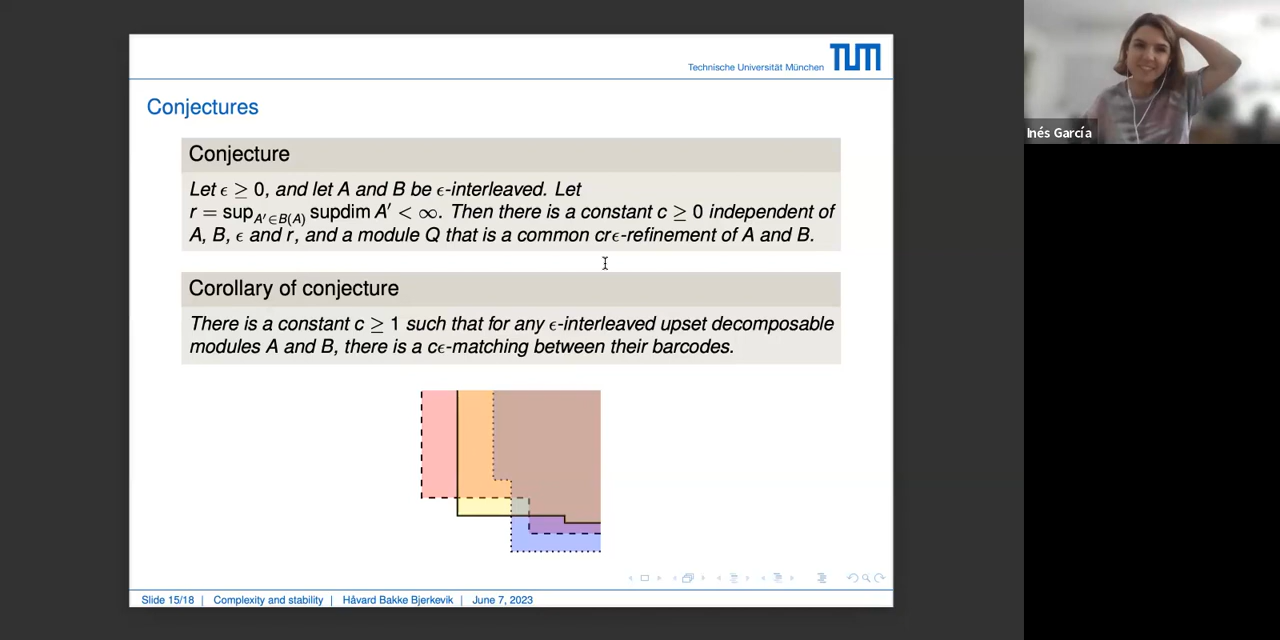 Technische Universität München TUM
Conjectures
Conjecture
Let ϵ ≥ 0, and let A and B be ϵ-interleaved. Let
r = sup_{A′∈B(A)} supdim A′ < ∞. Then there is a constant c ≥ 0 independent of
A, B, ϵ and r, and a module Q that is a common crϵ-refinement of A and B.
Corollary of conjecture
There is a constant c ≥ 1 such that for any ϵ-interleaved upset decomposable
modules A and B, there is a cϵ-matching between their barcodes.
Slide 15/18 | Complexity and stability | Håvard Bakke Bjerkevik | June 7, 2023
Inés García